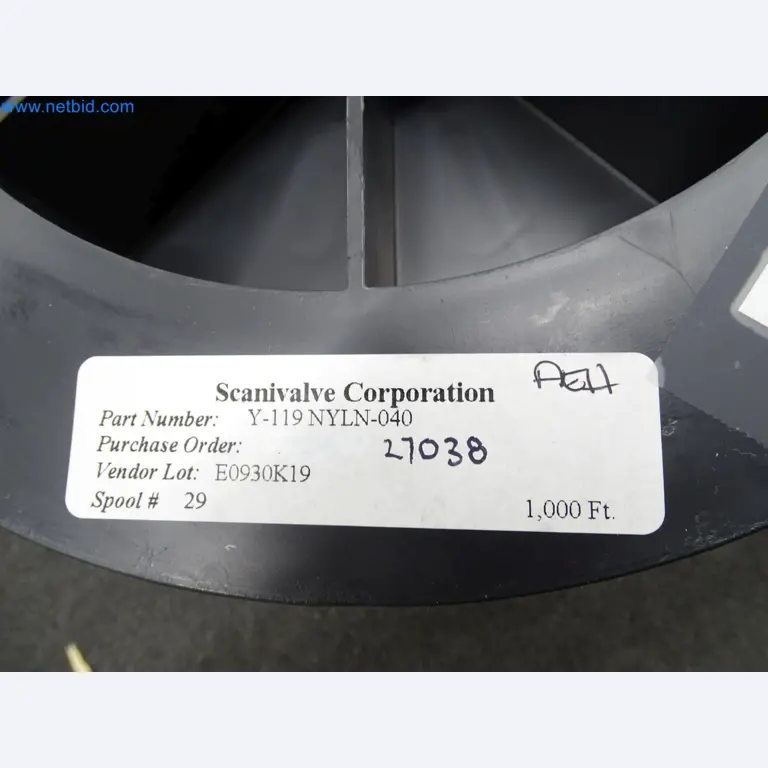 www.netbid.com
Scanivalve Corporation
AEH
Part Number: Y-119 NYLN-040
Purchase Order: 27038
Vendor Lot: E0930K19
Spool # 29 1,000 Ft.